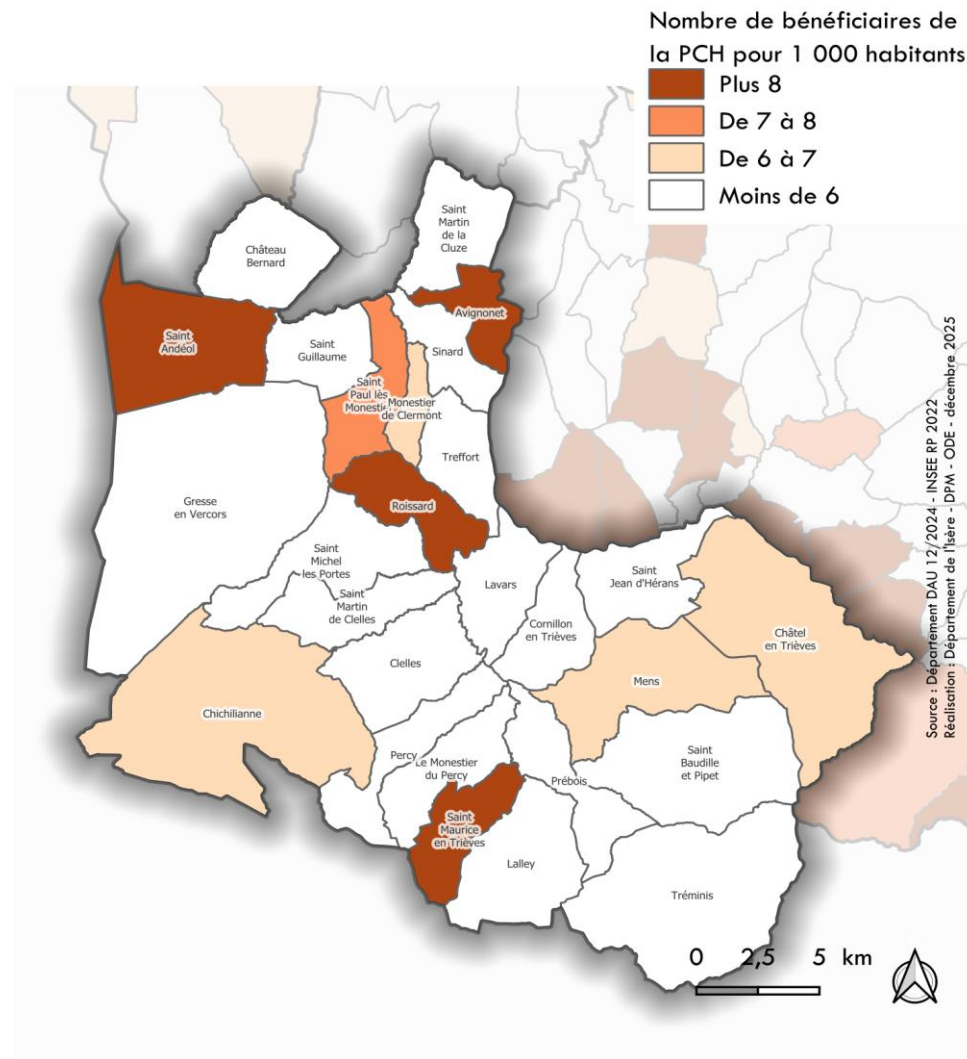 Nombre de bénéficiaires de
la PCH pour 1 000 habitants
Plus 8
De 7 à 8
De 6 à 7
Moins de 6
Saint
Martin
de la
Cluze
Château
Bernard
Avignonet
Saint
Andéol
Saint
Guillaume
Sinard
Saint
Paul lès
Monestier
Monestier
de Clermont
Treffort
Gresse
en Vercors
Roissard
Saint
Michel
les Portes
Saint
Martin
de Clelles
Lavars
Saint
Jean d'Hérans
Cornillon
en Trièves
Châtel
en Trièves
Clelles
Mens
Chichilianne
Percy
Le Monestier
du Percy
Saint
Baudille
et Pipet
Prébois
Saint
Maurice
en Trièves
Lalley
Tréminis
0 2,5 5 km
Source : Département DAU 12/2024 - INSEE RP 2022
Réalisation : Département de l'Isère - DPM - ODE - décembre 2025